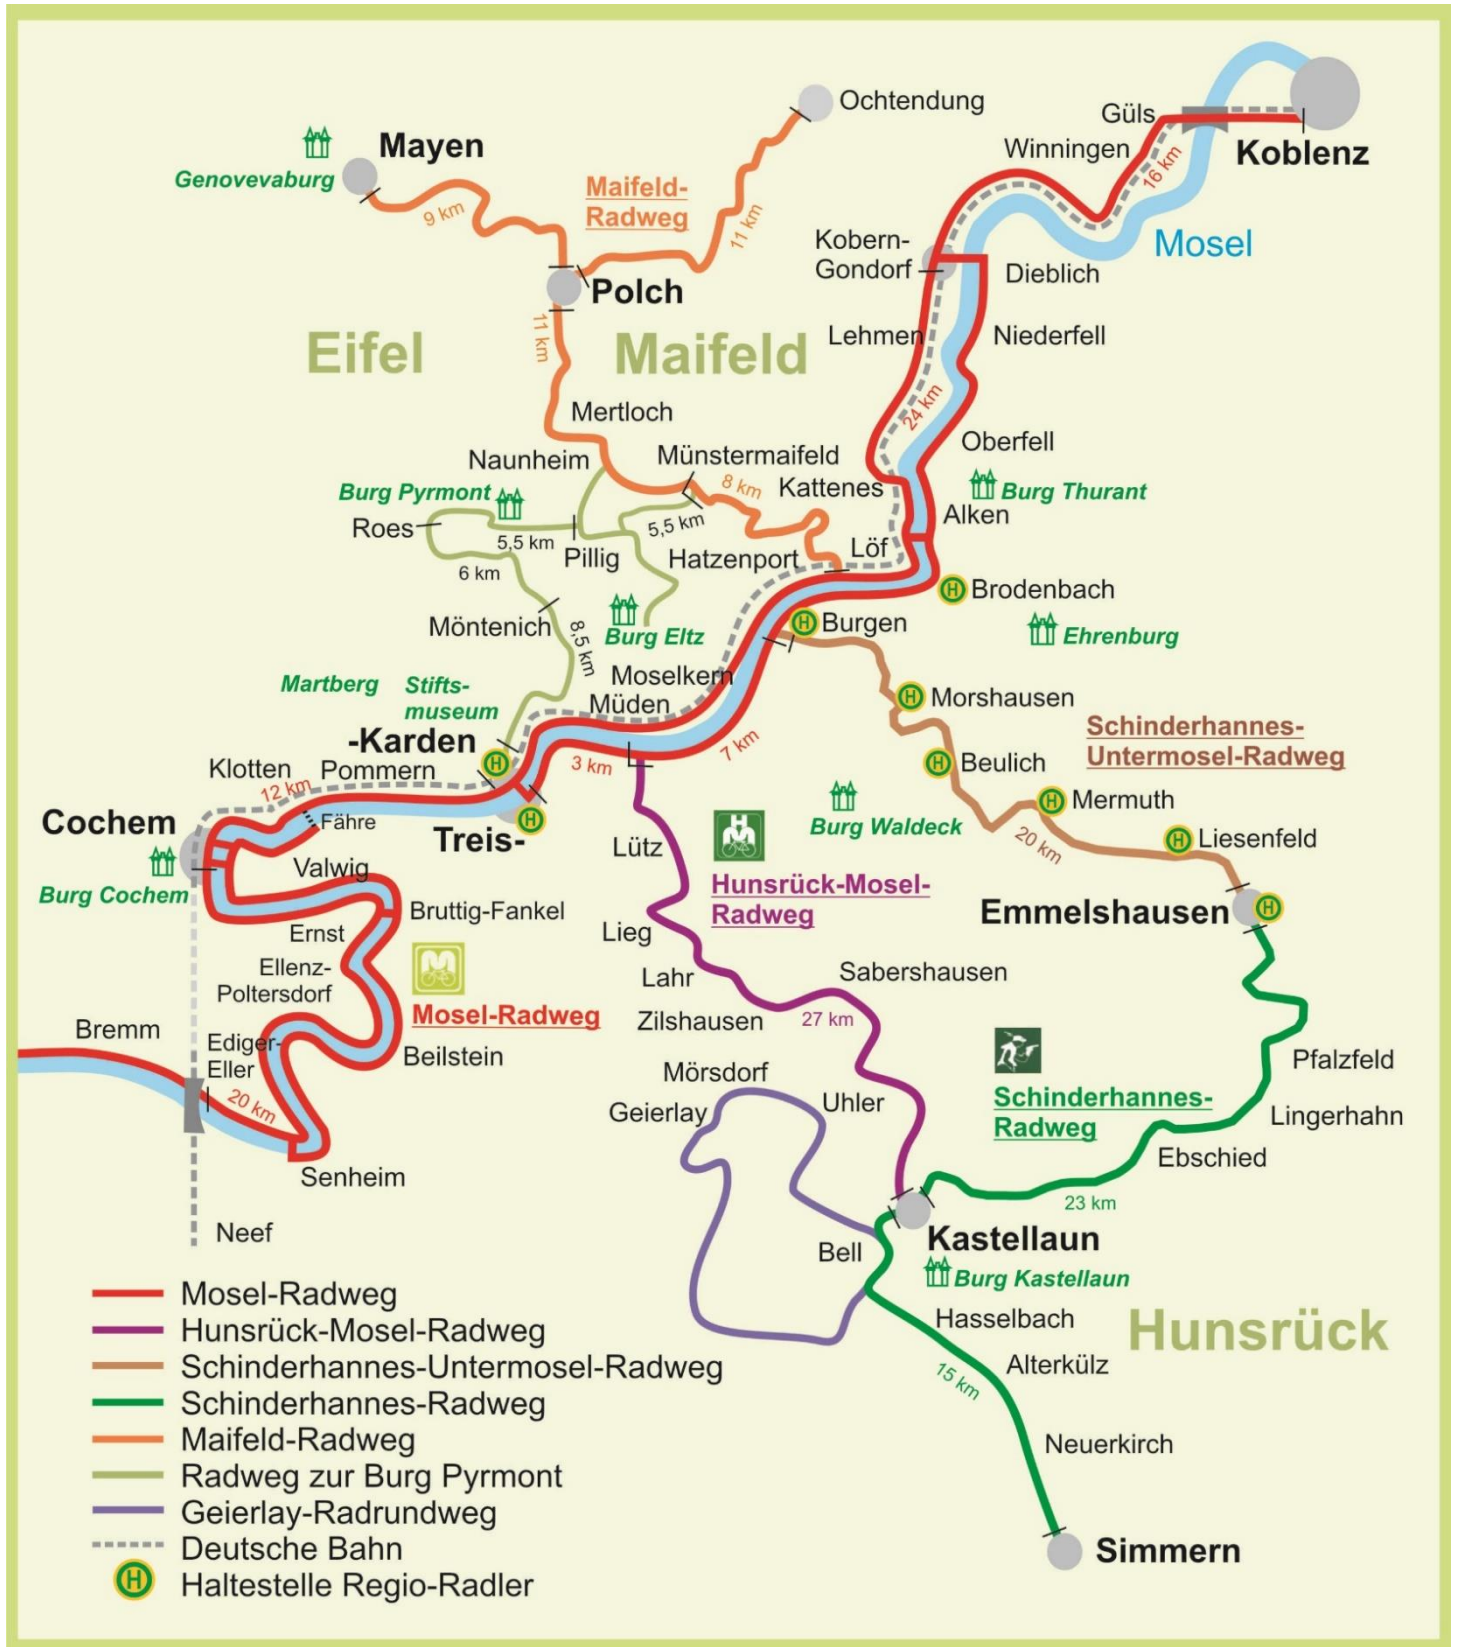 Ochtendung
Güls
Winningen
Koblenz
16 km
Mayen
Genovevaburg
9 km
Maifeld-
Radweg
11 km
Mosel
Kobern-
Gondorf
Dieblich
Polch
11 km
Eifel
Maifeld
Lehmen
Niederfell
24 km
Mertloch
Oberfell
Naunheim
Münstermaifeld
8 km
Kattenes
Burg Pyrmont
Burg Thurant
Roes
5,5 km
5,5 km
Alken
Pillig
Hatzenport
Löf
6 km
H
Brodenbach
Möntenich
8,5 km
Burg Eltz
H
Burgen
Ehrenburg
Moselkern
Martberg
Stifts-
museum
Müden
H
Morshausen
Schinderhannes-
Untermosel-Radweg
-Karden
H
7 km
3 km
H
Beulich
Klotten
Pommern
12 km
H
Mermuth
Cochem
Fähre
Treis-
H
Burg Waldeck
20 km
H
Liesenfeld
Burg Cochem
Valwig
Lütz
H
M
Hunsrück-Mosel-
Radweg
Emmelshausen
H
Bruttig-Fankel
Ernst
Lieg
Ellenz-
Poltersdorf
M
Mosel-Radweg
Lahr
Sabershausen
Zilshausen
27 km
Bremm
Ediger-
Eller
Beilstein
20 km
Pfalzfeld
Mörsdorf
Geierlay
Uhler
Schinderhannes-
Radweg
Lingerhahn
Ebschied
Senheim
23 km
Neef
Bell
Kastellaun
Burg Kastellaun
Hasselbach
Hunsrück
Alterkülz
15 km
Neuerkirch
Simmern
Mosel-Radweg
Hunsrück-Mosel-Radweg
Schinderhannes-Untermosel-Radweg
Schinderhannes-Radweg
Maifeld-Radweg
Radweg zur Burg Pyrmont
Geierlay-Radrundweg
Deutsche Bahn
H
Haltestelle Regio-Radler